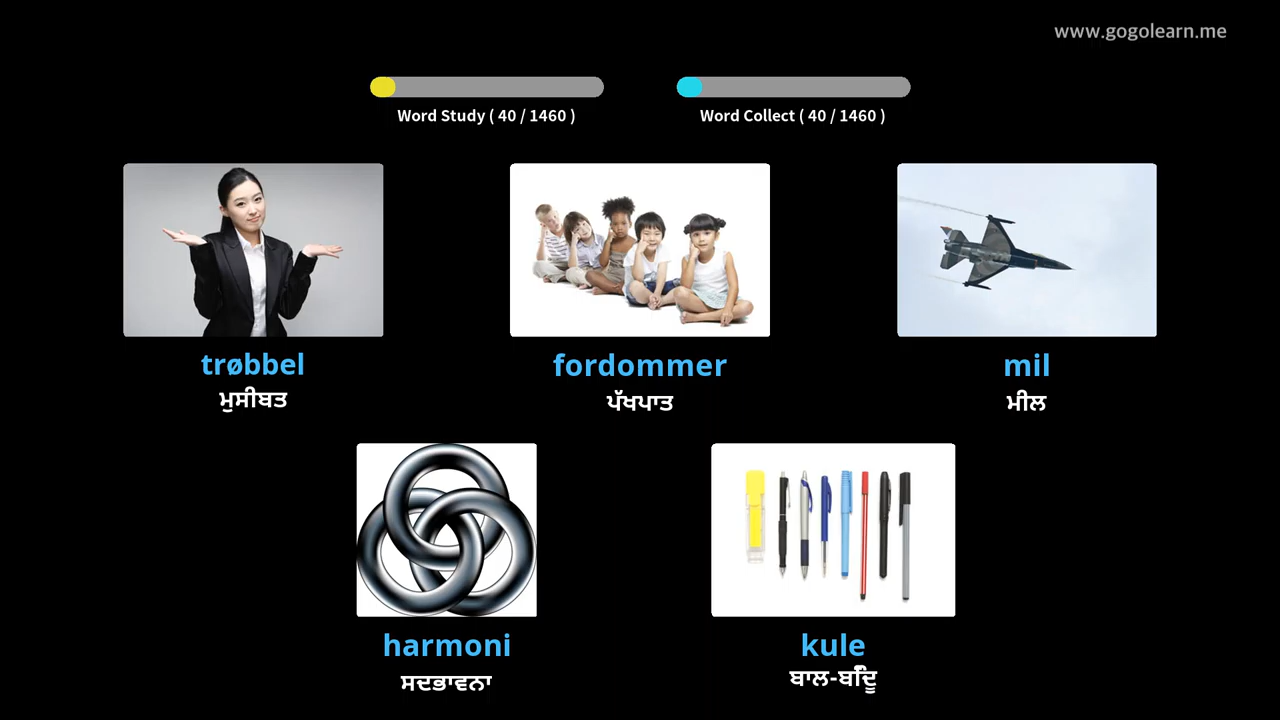 www.gogolearn.me
Word Study ( 40 / 1460 )
Word Collect ( 40 / 1460 )
trøbbel
ਮੁਸੀਬਤ
fordommer
ਪੱਖਪਾਤ
mil
ਮੀਲ
harmoni
ਸਦਭਾਵਨਾ
kule